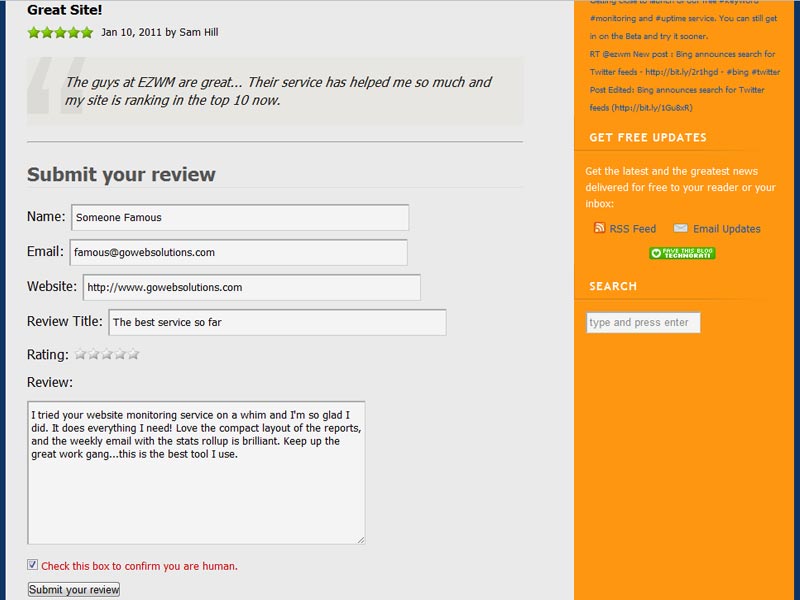 Great Site!
Jan 10, 2011 by Sam Hill
The guys at EZWM are great... Their service has helped me so much and
my site is ranking in the top 10 now.
Submit your review
Name: Someone Famous
Email: famous@gowebsolutions.com
Website: http://www.gowebsolutions.com
Review Title: The best service so far
Rating:
Review:
I tried your website monitoring service on a whim and I'm so glad I
did. It does everything I need! Love the compact layout of the reports,
and the weekly email with the stats rollup is brilliant. Keep up the
great work gang...this is the best tool I use.
Check this box to confirm you are human.
Submit your review
Getting close to launch of our free #keyword
#monitoring and #uptime service. You can still get
in on the Beta and try it sooner.
RT @ezwm New post : Bing announces search for
Twitter feeds - http://bit.ly/2r1hgd - #bing #twitter
Post Edited: Bing announces search for Twitter
feeds (http://bit.ly/1Gu8xR)
GET FREE UPDATES
Get the latest and the greatest news
delivered for free to your reader or your
inbox:
RSS Feed Email Updates
FAVE THIS BLOG
TECHNORATI
SEARCH
type and press enter